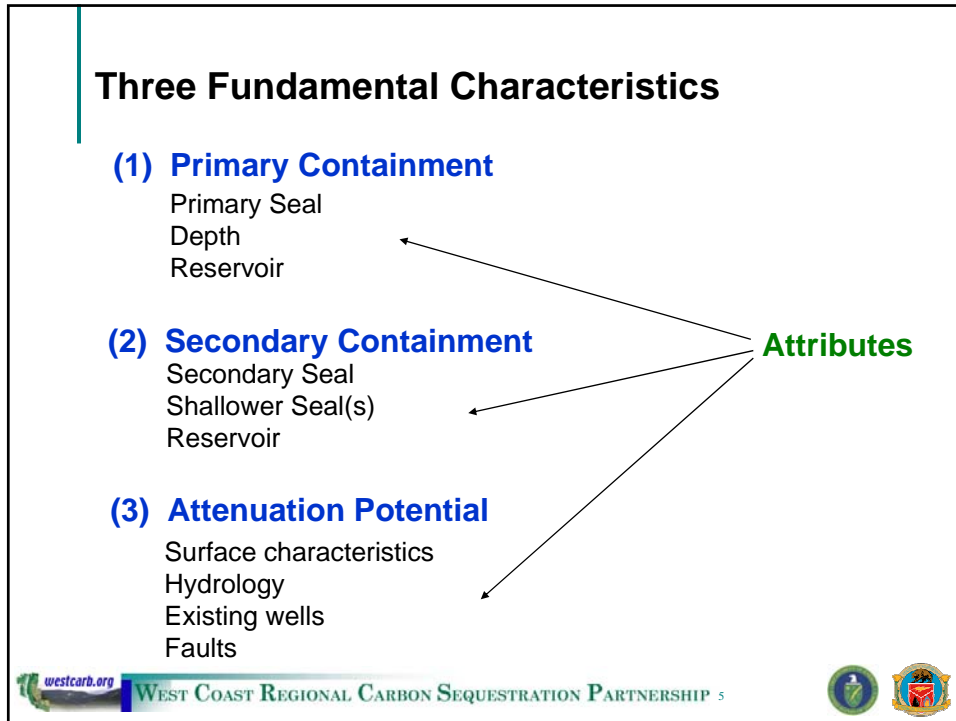 Three Fundamental Characteristics
(1) Primary Containment
Primary Seal
Depth
Reservoir
(2) Secondary Containment
Secondary Seal
Shallower Seal(s)
Reservoir
Attributes
(3) Attenuation Potential
Surface characteristics
Hydrology
Existing wells
Faults
westcarb.org
WEST COAST REGIONAL CARBON SEQUESTRATION PARTNERSHIP 5